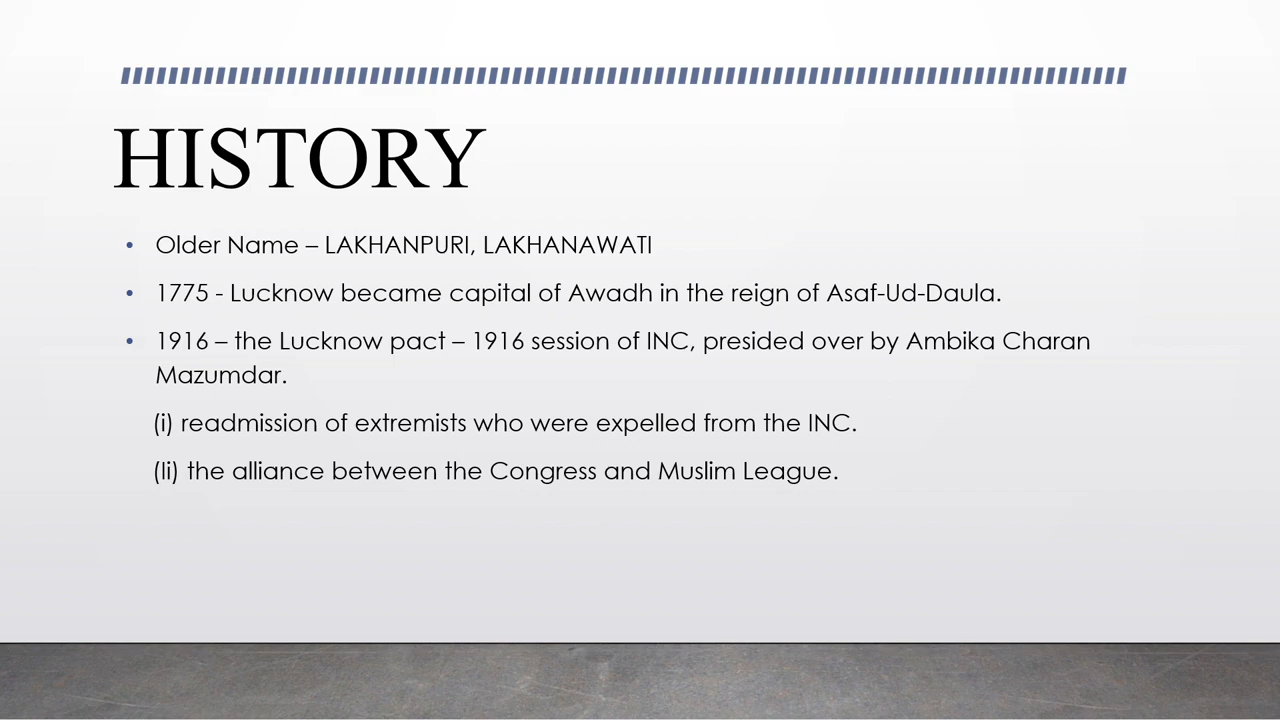 HISTORY
• Older Name – LAKHANPURI, LAKHANAWATI
• 1775 - Lucknow became capital of Awadh in the reign of Asaf-Ud-Daula.
• 1916 – the Lucknow pact – 1916 session of INC, presided over by Ambika Charan
Mazumdar.
(i) readmission of extremists who were expelled from the INC.
(Ii) the alliance between the Congress and Muslim League.